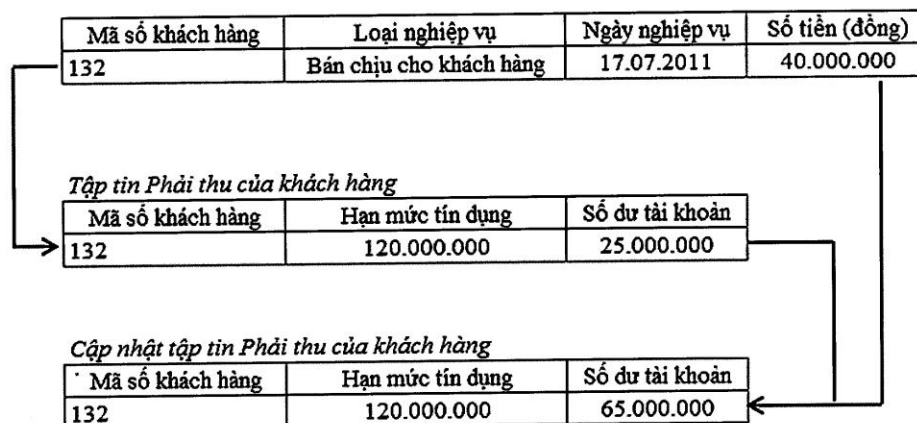 Mã số khách hàng Loại nghiệp vụ Ngày nghiệp vụ Số tiền (đồng)
132 Bán chịu cho khách hàng 17.07.2011 40.000.000
Tập tin Phải thu của khách hàng
Mã số khách hàng Hạn mức tín dụng Số dư tài khoản
132 120.000.000 25.000.000
Cập nhật tập tin Phải thu của khách hàng
Mã số khách hàng Hạn mức tín dụng Số dư tài khoản
132 120.000.000 65.000.000